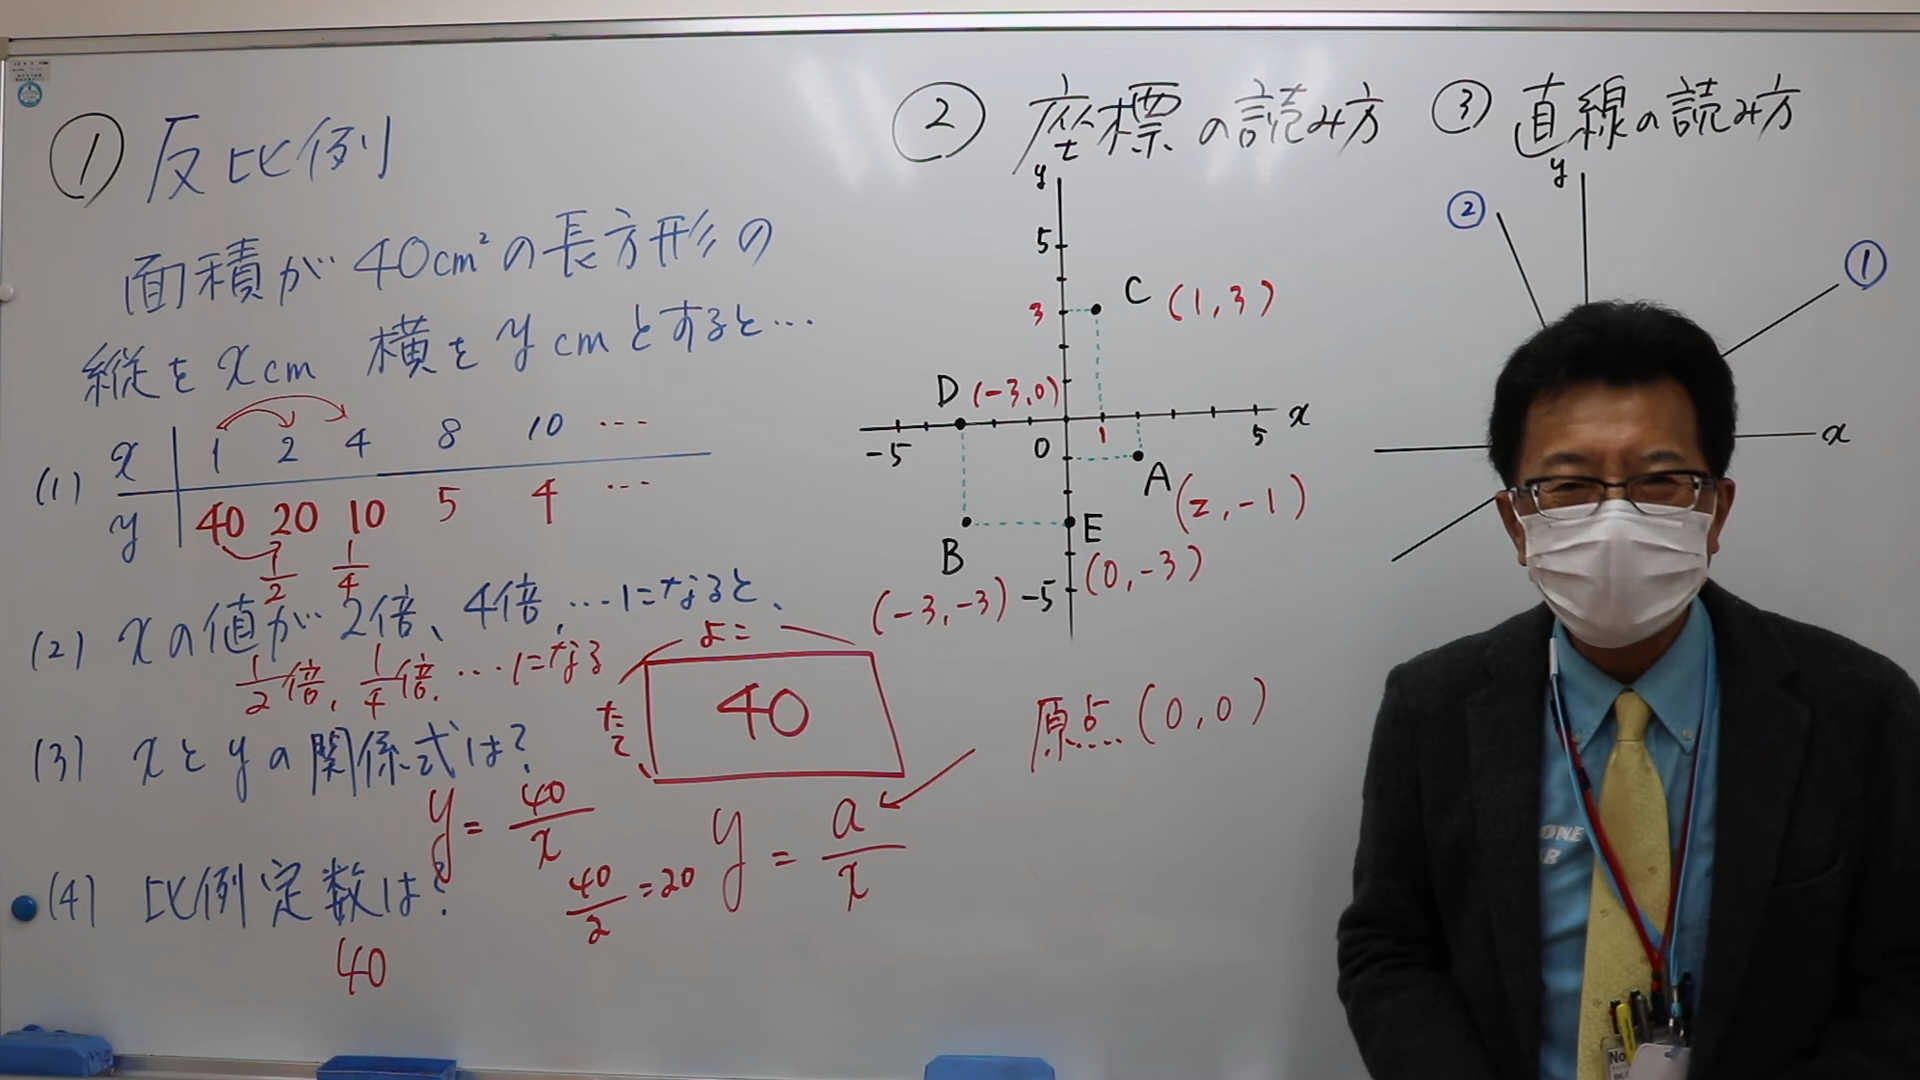 ① 反比例
面積が40cm²の長方形の
縦をxcm 横をycmとすると…
(1) x 1 2 4 8 10 …
y 40 20 10 5 4 …
1/2 1/4
(2) xの値が2倍、4倍、…になると、
1/2倍、1/4倍、…になる
(3) xとyの関係式は?
y = 40/x
(4) 比例定数は?
40
よこ
たて
40
y = a/x
40/2 = 20
② 座標の読み方
y
5
C (1,3)
3
D (-3,0)
-5 0 1 5 x
A (2,-1)
B (-3,-3)
E (0,-3)
-5
原点(0,0)
③ 直線の読み方
y
②
①
x
ONE